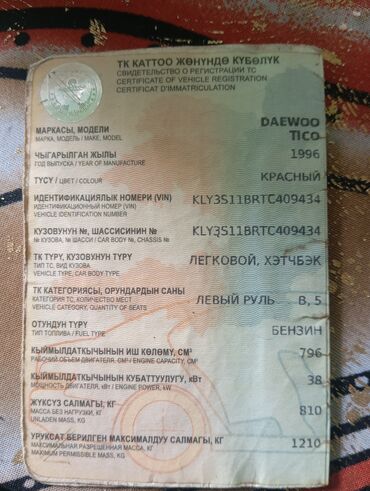 ТК КАТТОО ЖӨНҮНДӨ КҮБӨЛҮК
СВИДЕТЕЛЬСТВО О РЕГИСТРАЦИИ ТС
CERTIFICATE OF VEHICLE REGISTRATION
CERTIFICAT D'IMMATRICULATION
МАРКАСЫ, МОДЕЛИ
МАРКА, МОДЕЛЬ / MAKE, MODEL
DAEWOO
TICO
ЧЫГАРЫЛГАН ЖЫЛЫ
ГОД ВЫПУСКА / YEAR OF MANUFACTURE
1996
ТҮСҮ / ЦВЕТ / COLOUR
КРАСНЫЙ
ИДЕНТИФИКАЦИЯЛЫК НОМЕРИ (VIN)
ИДЕНТИФИКАЦИОННЫЙ НОМЕР (VIN)
VEHICLE IDENTIFICATION NUMBER
KLY3S11BRTC409434
КУЗОВУНУН №, ШАССИСИНИН №
№ КУЗОВА, № ШАССИ / CAR BODY №, CHASSIS №
KLY3S11BRTC409434
ТК ТҮРҮ, КУЗОВУНУН ТҮРҮ
ТИП ТС, ВИД КУЗОВА
VEHICLE TYPE, CAR BODY TYPE
ЛЕГКОВОЙ, ХЭТЧБЭК
ТК КАТЕГОРИЯСЫ, ОРУНДАРДЫН САНЫ
КАТЕГОРИЯ ТС, КОЛИЧЕСТВО МЕСТ
VEHICLE CATEGORY, QUANTITY OF SEATS
ЛЕВЫЙ РУЛЬ B, 5
ОТУНДУН ТҮРҮ
ТИП ТОПЛИВА / FUEL TYPE
БЕНЗИН
КЫЙМЫЛДАТКЫЧЫНЫН ИШ КӨЛӨМҮ, СМ³
РАБОЧИЙ ОБЪЕМ ДВИГАТЕЛЯ, СМ³ / ENGINE CAPACITY, CM³
796
КЫЙМЫЛДАТКЫЧЫНЫН КУБАТТУУЛУГУ, кВт
МОЩНОСТЬ ДВИГАТЕЛЯ, кВт / ENGINE POWER, kW
38
ЖҮКСҮЗ САЛМАГЫ, КГ
МАССА БЕЗ НАГРУЗКИ, КГ
UNLADEN MASS, KG
810
УРУКСАТ БЕРИЛГЕН МАКСИМАЛДУУ САЛМАГЫ, КГ
МАКСИМАЛЬНАЯ РАЗРЕШЕННАЯ МАССА, КГ
MAXIMUM PERMISSIBLE MASS, KG
1210